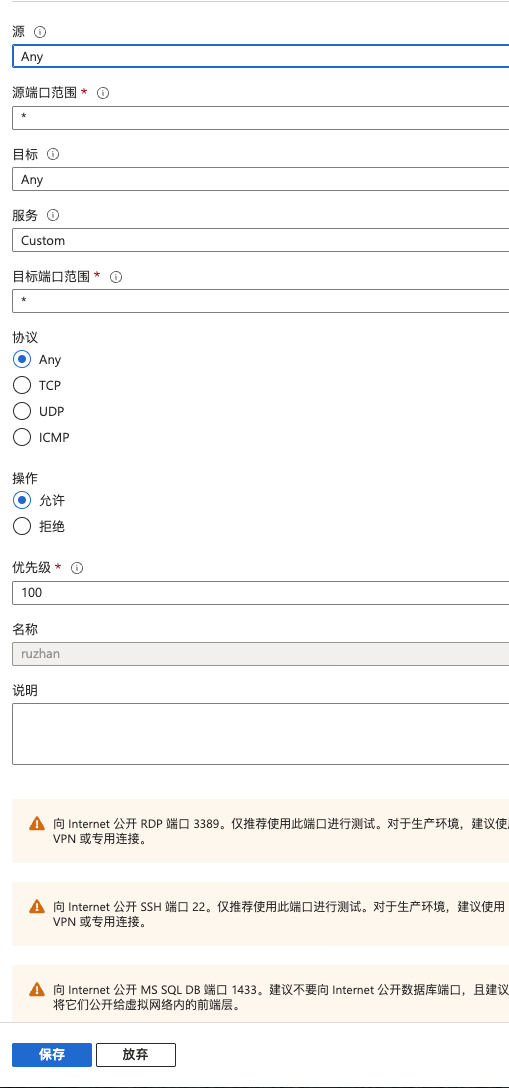 源
Any
源端口范围 *
*
目标
Any
服务
Custom
目标端口范围 *
*
协议
Any
TCP
UDP
ICMP
操作
允许
拒绝
优先级 *
100
名称
ruzhan
说明
向 Internet 公开 RDP 端口 3389。仅推荐使用此端口进行测试。对于生产环境，建议使
VPN 或专用连接。
向 Internet 公开 SSH 端口 22。仅推荐使用此端口进行测试。对于生产环境，建议使用
VPN 或专用连接。
向 Internet 公开 MS SQL DB 端口 1433。建议不要向 Internet 公开数据库端口，且建议
将它们公开给虚拟网络内的前端层。
保存
放弃